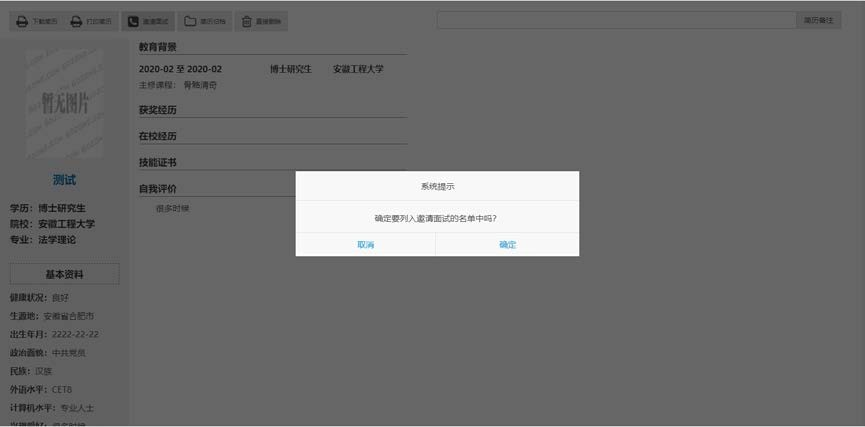 下载简历 打印简历 邀请面试 简历归档 直接删除
简历备注
暂无图片
测试
学历：博士研究生
院校：安徽工程大学
专业：法学理论
基本资料
健康状况：良好
生源地：安徽省合肥市
出生年月：2222-22-22
政治面貌：中共党员
民族：汉族
外语水平：CET8
计算机水平：专业人士
教育背景
2020-02 至 2020-02 博士研究生 安徽工程大学
主修课程： 骨骼清奇
获奖经历
在校经历
技能证书
自我评价
很多时候
系统提示
确定要列入邀请面试的名单中吗?
取消 确定